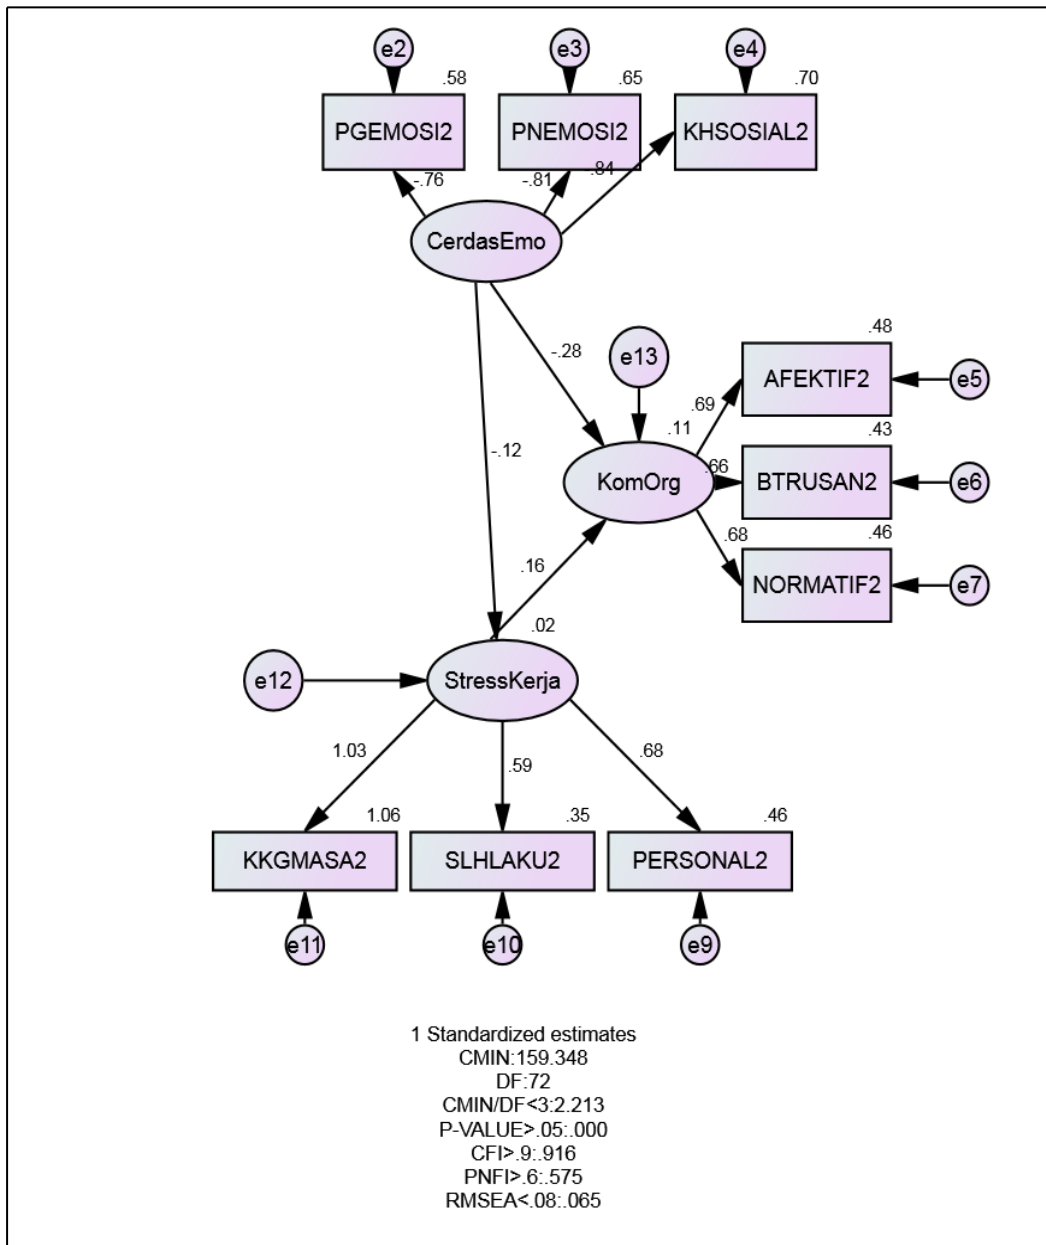 e2
e3
e4
.58
.65
.70
PGEMOSI2
PNEMOSI2
KHSOSIAL2
-.76
-.81
-.84
CerdasEmo
-.28
-.12
e13
.11
.48
AFEKTIF2
e5
.69
.43
KomOrg
.66
BTRUSAN2
e6
.68
.46
NORMATIF2
e7
.16
.02
e12
StressKerja
1.03
.59
.68
1.06
.35
.46
KKGMASA2
SLHLAKU2
PERSONAL2
e11
e10
e9
1 Standardized estimates
CMIN:159.348
DF:72
CMIN/DF<3:2.213
P-VALUE>.05:.000
CFI>.9:.916
PNFI>.6:.575
RMSEA<.08:.065